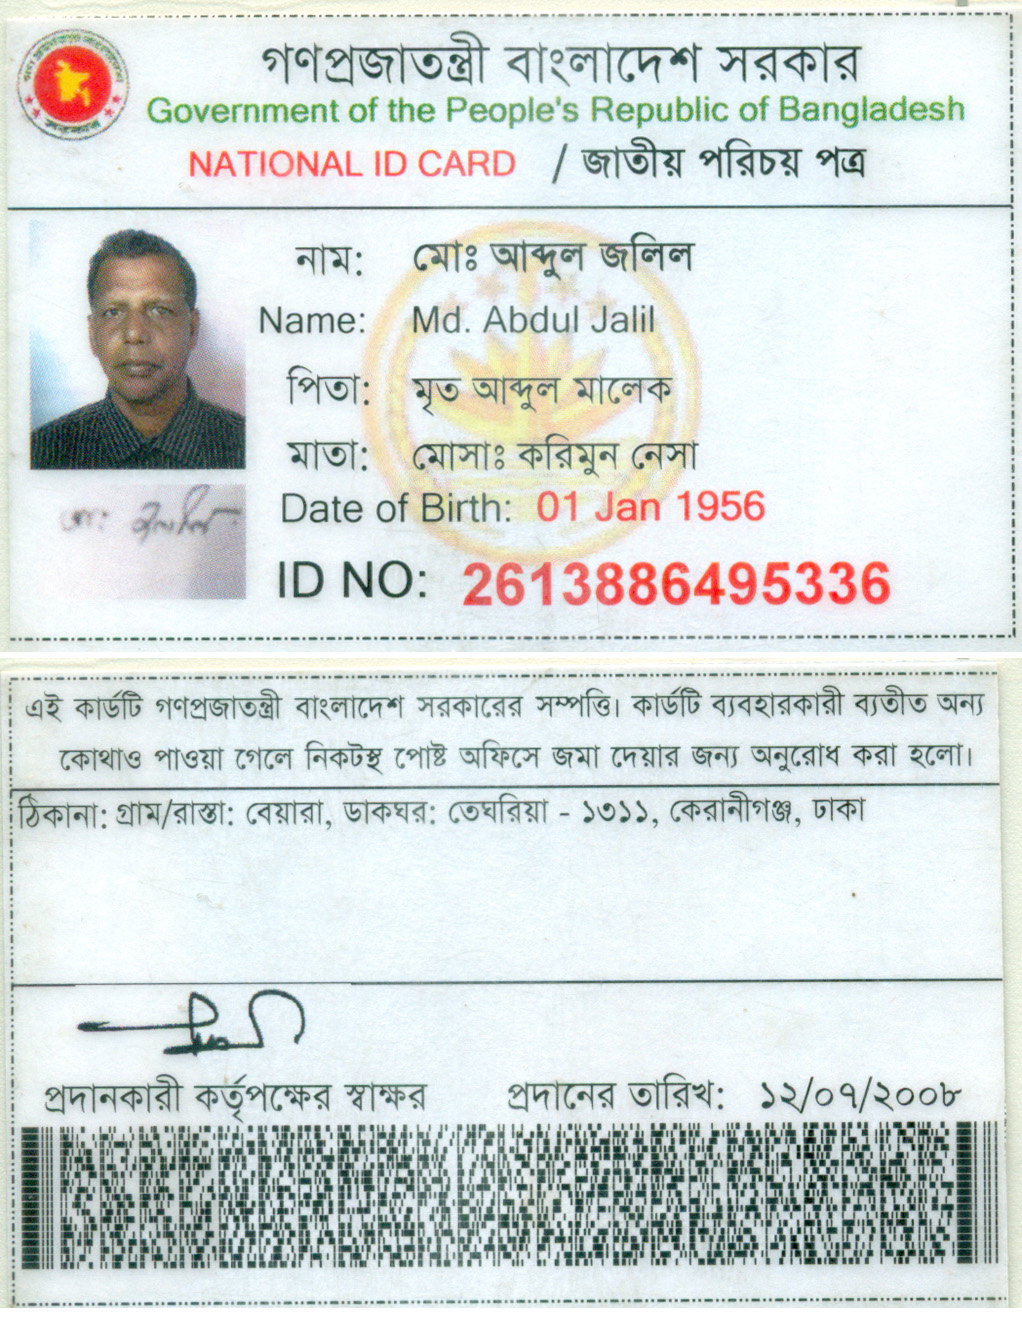 গণপ্রজাতন্ত্রী বাংলাদেশ সরকার
Government of the People's Republic of Bangladesh
NATIONAL ID CARD / জাতীয় পরিচয় পত্র
নাম: মোঃ আব্দুল জলিল
Name: Md. Abdul Jalil
পিতা: মৃত আব্দুল মালেক
মাতা: মোসাঃ করিমুন নেসা
Date of Birth: 01 Jan 1956
ID NO: 2613886495336
এই কার্ডটি গণপ্রজাতন্ত্রী বাংলাদেশ সরকারের সম্পত্তি। কার্ডটি ব্যবহারকারী ব্যতীত অন্য
কোথাও পাওয়া গেলে নিকটস্থ পোষ্ট অফিসে জমা দেয়ার জন্য অনুরোধ করা হলো।
ঠিকানা: গ্রাম/রাস্তা: বেয়ারা, ডাকঘর: তেঘরিয়া - ১৩১১, কেরানীগঞ্জ, ঢাকা
প্রদানকারী কর্তৃপক্ষের স্বাক্ষর প্রদানের তারিখ: ১২/০৭/২০০৮